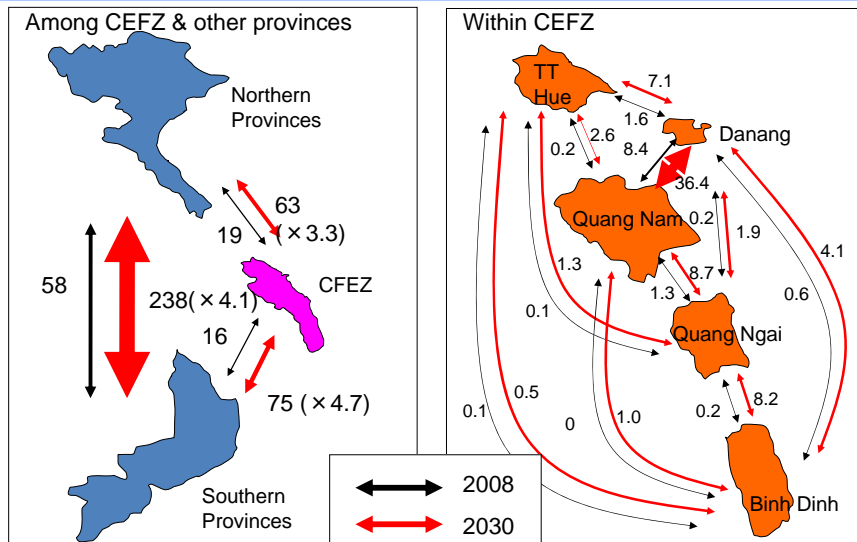 Among CEFZ & other provinces
Northern
Provinces
63
19
(×3.3)
58
CFEZ
238(×4.1)
16
75 (×4.7)
Southern
Provinces
2008
2030
Within CEFZ
TT
Hue
7.1
1.6
Danang
2.6
0.2
8.4
36.4
Quang Nam
0.2
1.9
4.1
1.3
8.7
1.3
0.6
0.1
Quang Ngai
0.5
8.2
0.1
0.2
0
1.0
Binh Dinh